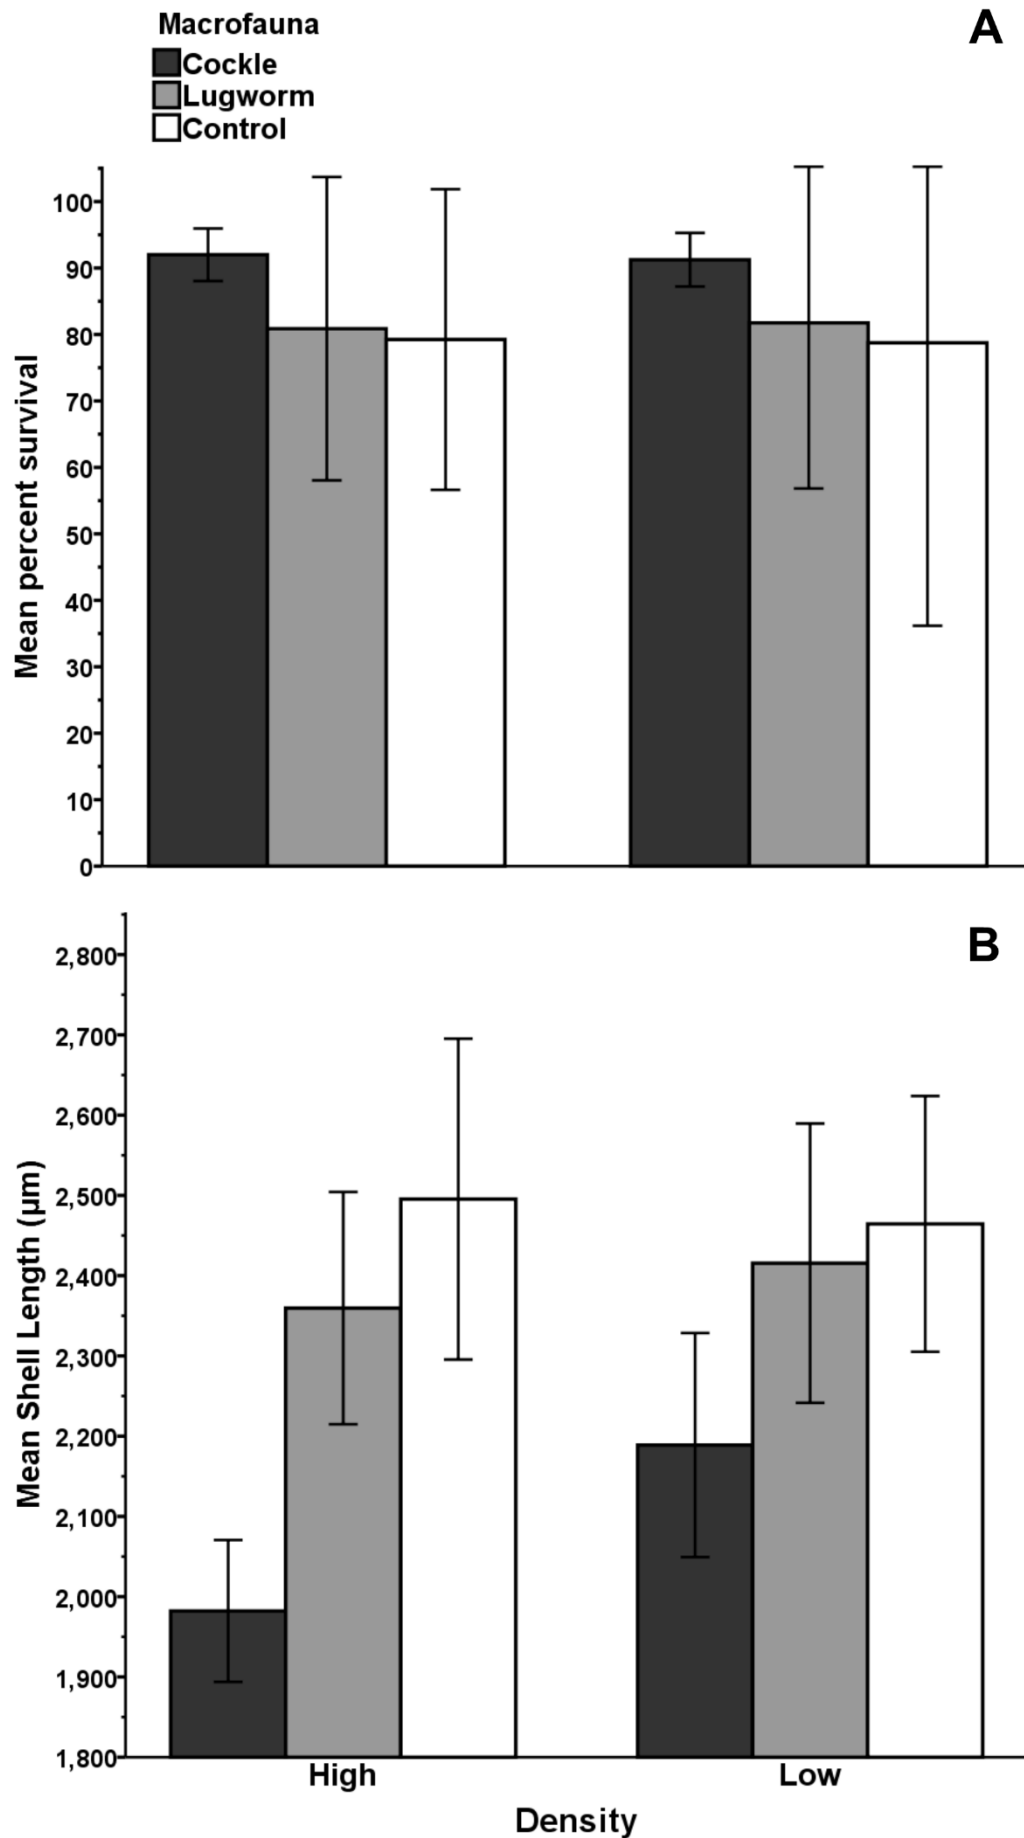 Macrofauna
A
Cockle
Lugworm
Control
Mean percent survival
100
90
80
70
60
50
40
30
20
10
0
B
Mean Shell Length (µm)
2,800
2,700
2,600
2,500
2,400
2,300
2,200
2,100
2,000
1,900
1,800
High Low
Density